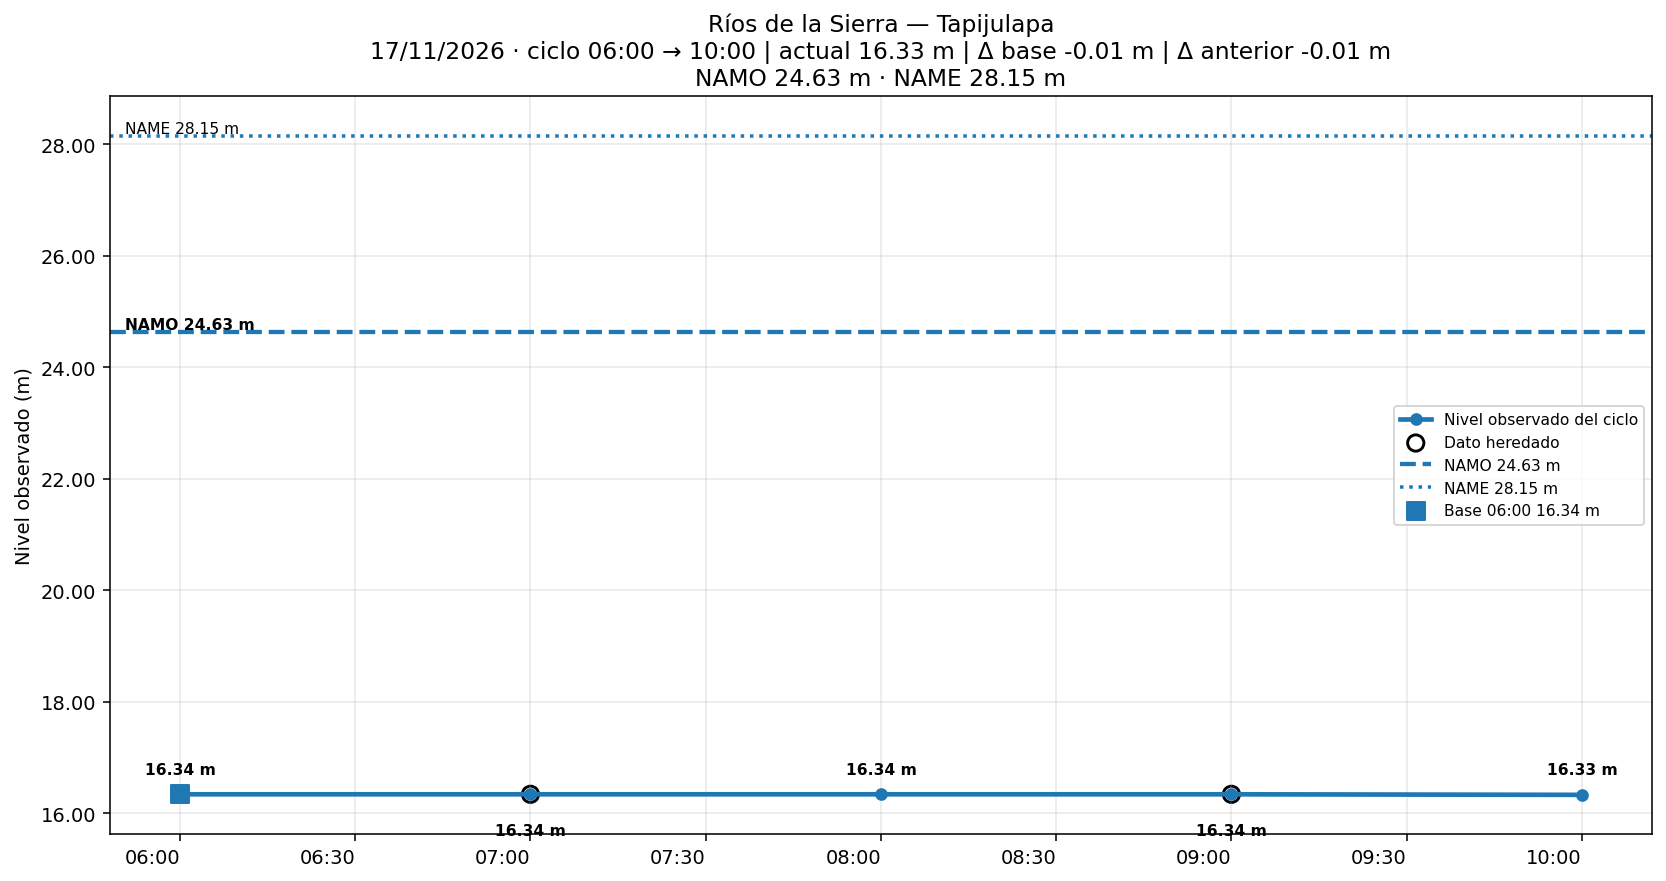 Ríos de la Sierra — Tapijulapa
17/11/2026 · ciclo 06:00 → 10:00 | actual 16.33 m | Δ base -0.01 m | Δ anterior -0.01 m
NAMO 24.63 m · NAME 28.15 m
NAME 28.15 m
28.00
26.00
NAMO 24.63 m
24.00
22.00
20.00
18.00
16.00
Nivel observado (m)
Nivel observado del ciclo
Dato heredado
NAMO 24.63 m
NAME 28.15 m
Base 06:00 16.34 m
16.34 m
16.34 m
16.34 m
16.34 m
16.33 m
06:00
06:30
07:00
07:30
08:00
08:30
09:00
09:30
10:00